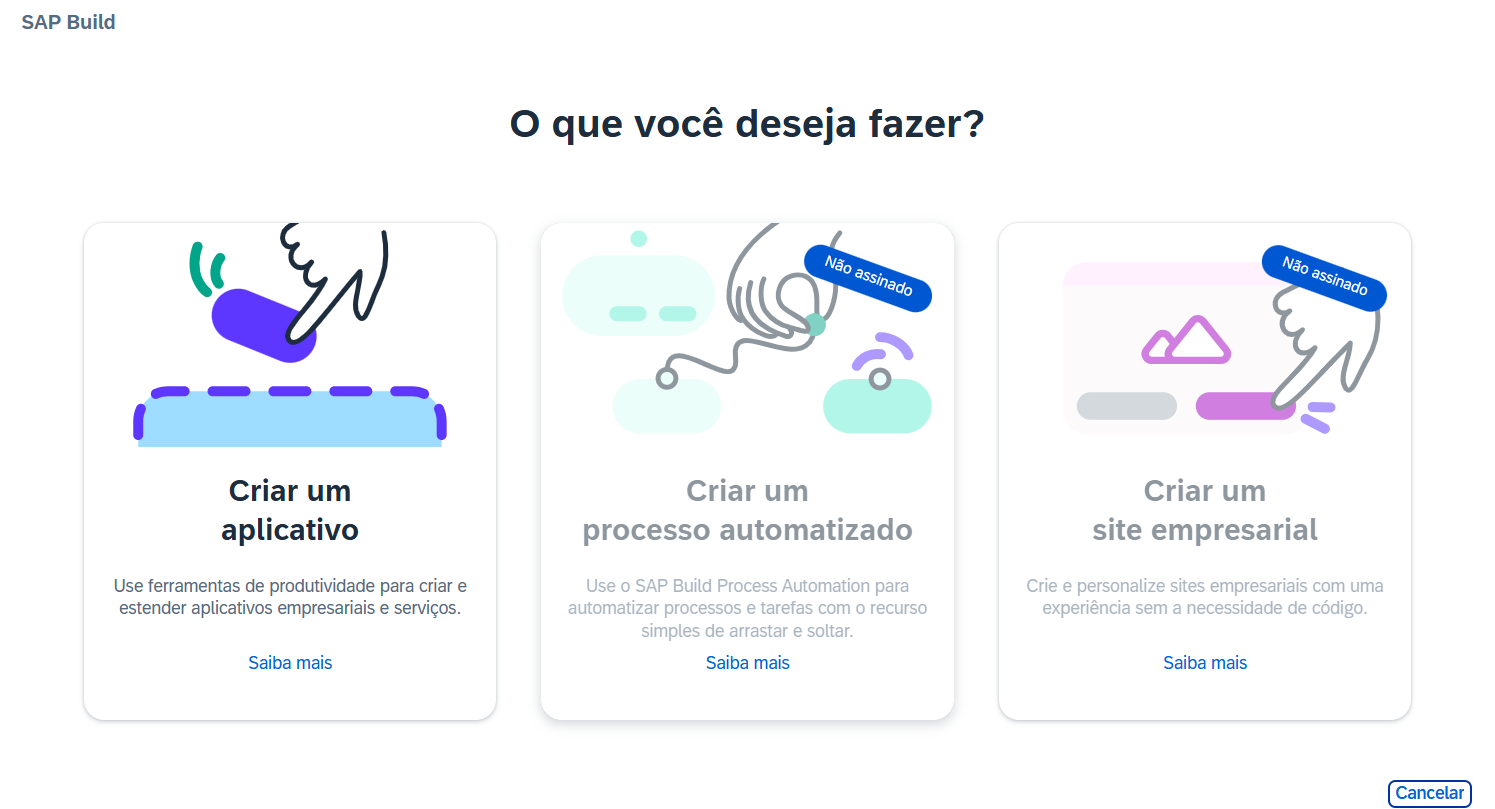 SAP Build
O que você deseja fazer?
Não assinado
Não assinado
Criar um
aplicativo
Use ferramentas de produtividade para criar e
estender aplicativos empresariais e serviços.
Saiba mais
Criar um
processo automatizado
Use o SAP Build Process Automation para
automatizar processos e tarefas com o recurso
simples de arrastar e soltar.
Saiba mais
Criar um
site empresarial
Crie e personalize sites empresariais com uma
experiência sem a necessidade de código.
Saiba mais
Cancelar